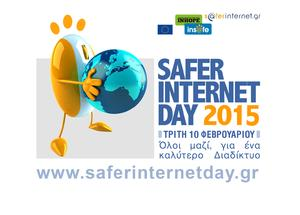 INHOPE
insafe
s@ferinternet.gr
SAFER
INTERNET
DAY 2015
ΤΡΙΤΗ 10 ΦΕΒΡΟΥΑΡΙΟΥ
Όλοι μαζί, για ένα
καλύτερο Διαδίκτυο
www.saferinternetday.gr